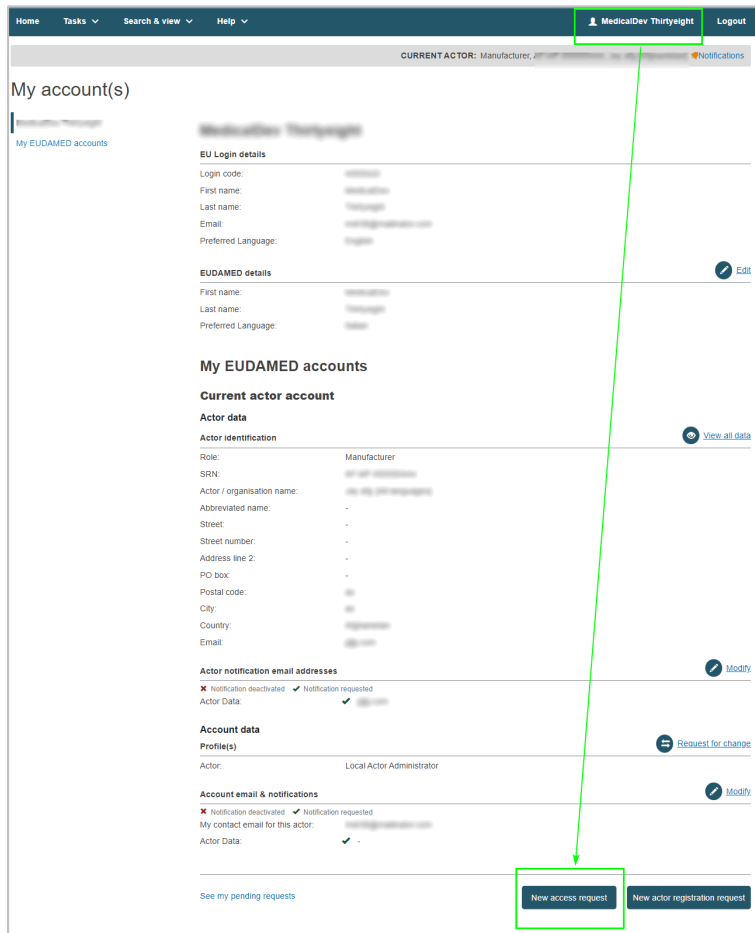 Home Tasks Search & view Help MedicalDev Thirtyeight Logout
CURRENT ACTOR: Manufacturer, Notifications
My account(s)
My EUDAMED accounts
MedicalDev Thirtyeight
EU Login details
Login code:
First name:
Last name:
Email:
Preferred Language:
EUDAMED details Edit
First name:
Last name:
Preferred Language:
My EUDAMED accounts
Current actor account
Actor data
Actor identification View all data
Role: Manufacturer
SRN:
Actor / organisation name:
Abbreviated name: -
Street: -
Street number: -
Address line 2: -
PO box: -
Postal code:
City:
Country:
Email:
Actor notification email addresses Modify
Notification deactivated Notification requested
Actor Data:
Account data
Profile(s) Request for change
Actor: Local Actor Administrator
Account email & notifications Modify
Notification deactivated Notification requested
My contact email for this actor:
Actor Data: -
See my pending requests New access request New actor registration request